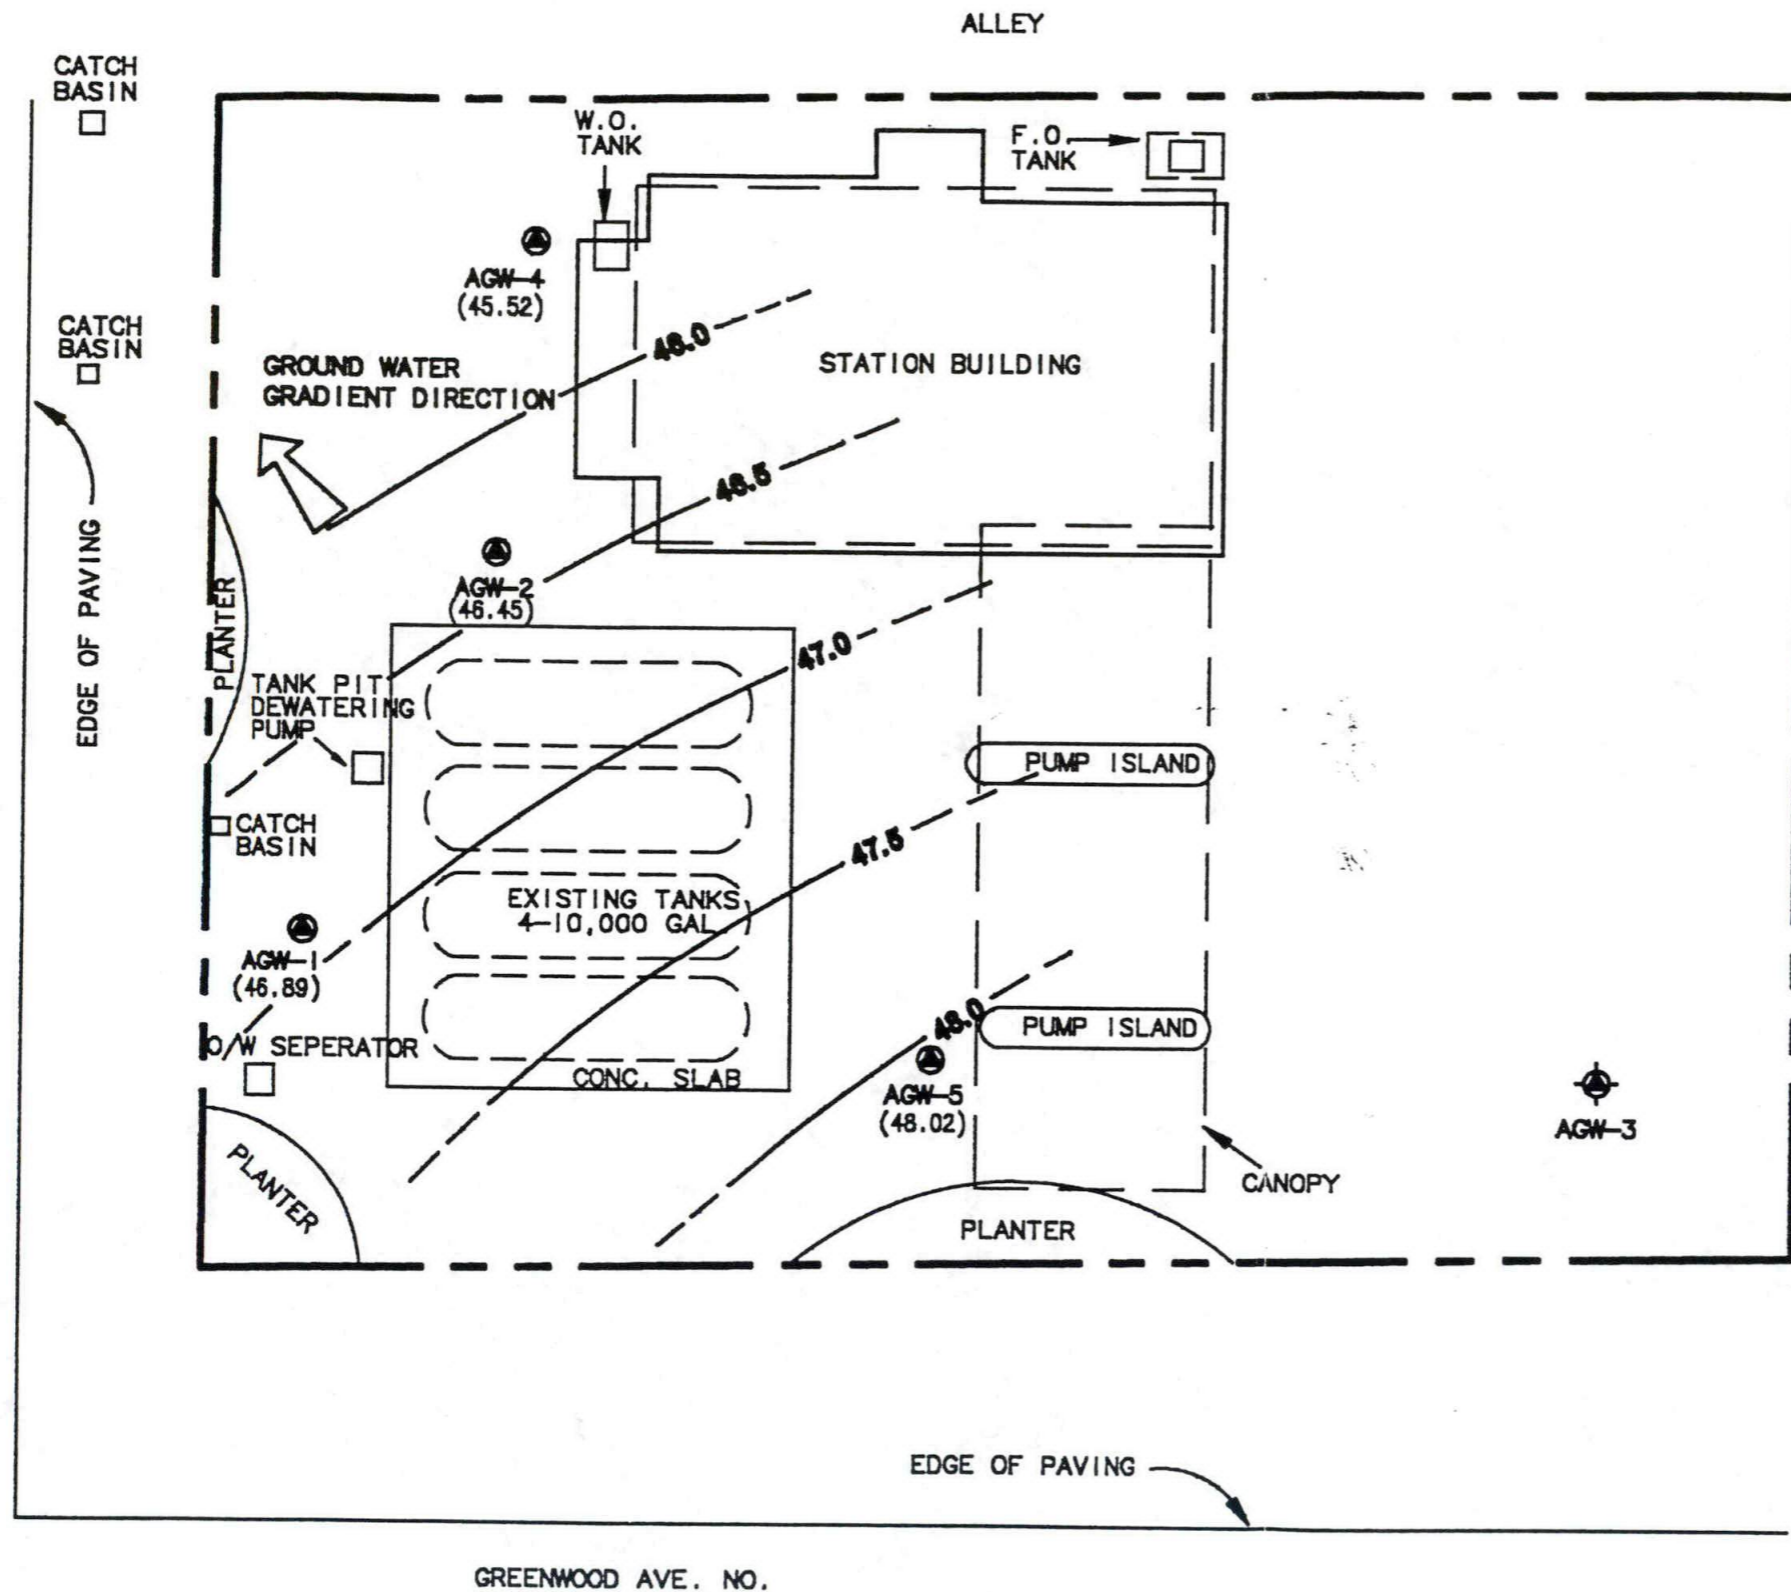 ALLEY
CATCH
BASIN
W.O.
TANK
F.O.
TANK
AGW-4
(45.52)
CATCH
BASIN
46.0
GROUND WATER
GRADIENT DIRECTION
STATION BUILDING
46.5
EDGE OF PAVING
PLANTER
AGW-2
(46.45)
47.0
TANK PIT
DEWATERING
PUMP
PUMP ISLAND
CATCH
BASIN
47.5
EXISTING TANKS
4-10,000 GAL.
AGW-1
(46.89)
48.0
PUMP ISLAND
O/W SEPERATOR
CONC. SLAB
AGW-5
(48.02)
AGW-3
PLANTER
CANOPY
PLANTER
EDGE OF PAVING
GREENWOOD AVE. NO.